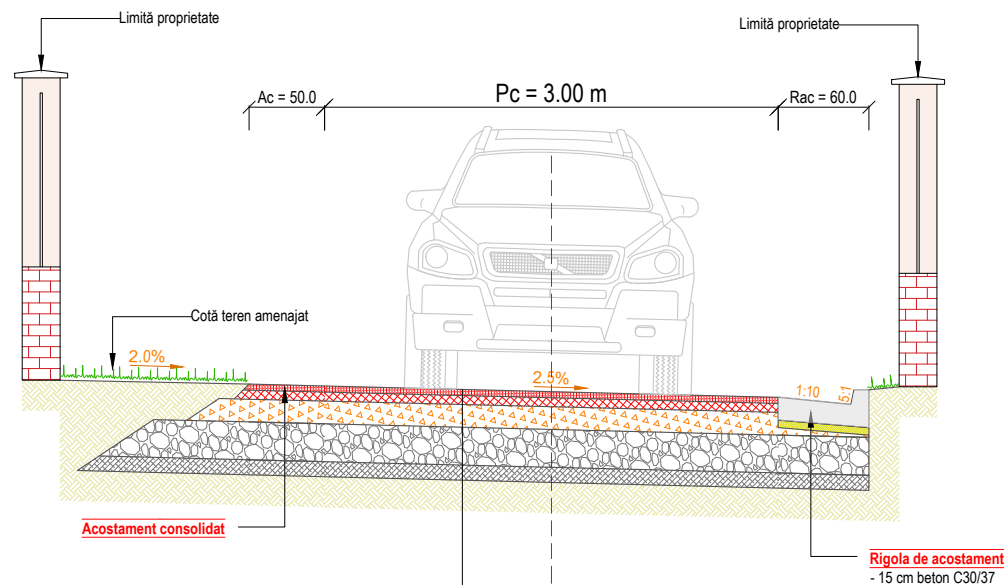 Limită proprietate
Limită proprietate
Ac = 50.0
Pc = 3.00 m
Rac = 60.0
Cotă teren amenajat
2.0%
2.5%
1:10
5:1
Acostament consolidat
Rigola de acostament
- 15 cm beton C30/37